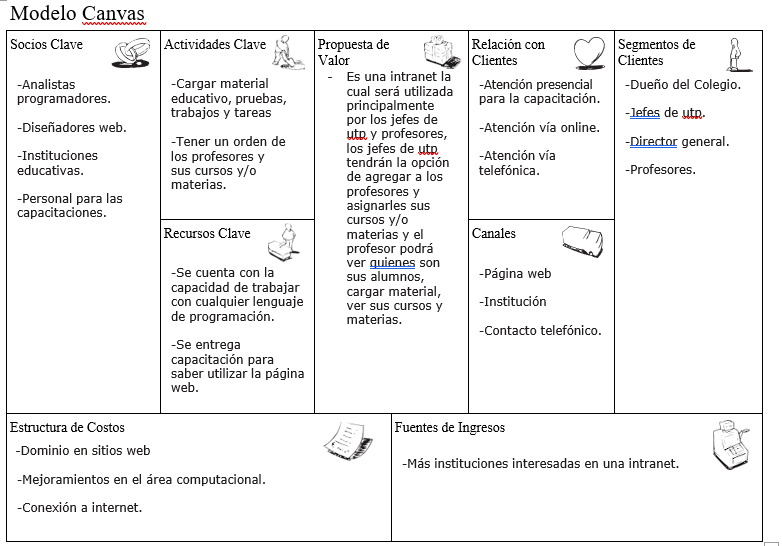 Modelo Canvas
Socios Clave
-Analistas
programadores.
-Diseñadores web.
-Instituciones
educativas.
-Personal para las
capacitaciones.
Actividades Clave
-Cargar material
educativo, pruebas,
trabajos y tareas
-Tener un orden de
los profesores y
sus cursos y/o
materias.
Recursos Clave
-Se cuenta con la
capacidad de trabajar
con cualquier lenguaje
de programación.
-Se entrega
capacitación para
saber utilizar la página
web.
Propuesta de
Valor
- Es una intranet la
cual será utilizada
principalmente
por los jefes de
utp y profesores,
los jefes de utp
tendrán la opción
de agregar a los
profesores y
asignarles sus
cursos y/o
materias y el
profesor podrá
ver quienes son
sus alumnos,
cargar material,
ver sus cursos y
materias.
Relación con
Clientes
-Atención presencial
para la capacitación.
-Atención vía online.
-Atención vía
telefónica.
Canales
-Página web
-Institución
-Contacto telefónico.
Segmentos de
Clientes
-Dueño del Colegio.
-Jefes de utp.
-Director general.
-Profesores.
Estructura de Costos
-Dominio en sitios web
-Mejoramientos en el área computacional.
-Conexión a internet.
Fuentes de Ingresos
-Más instituciones interesadas en una intranet.